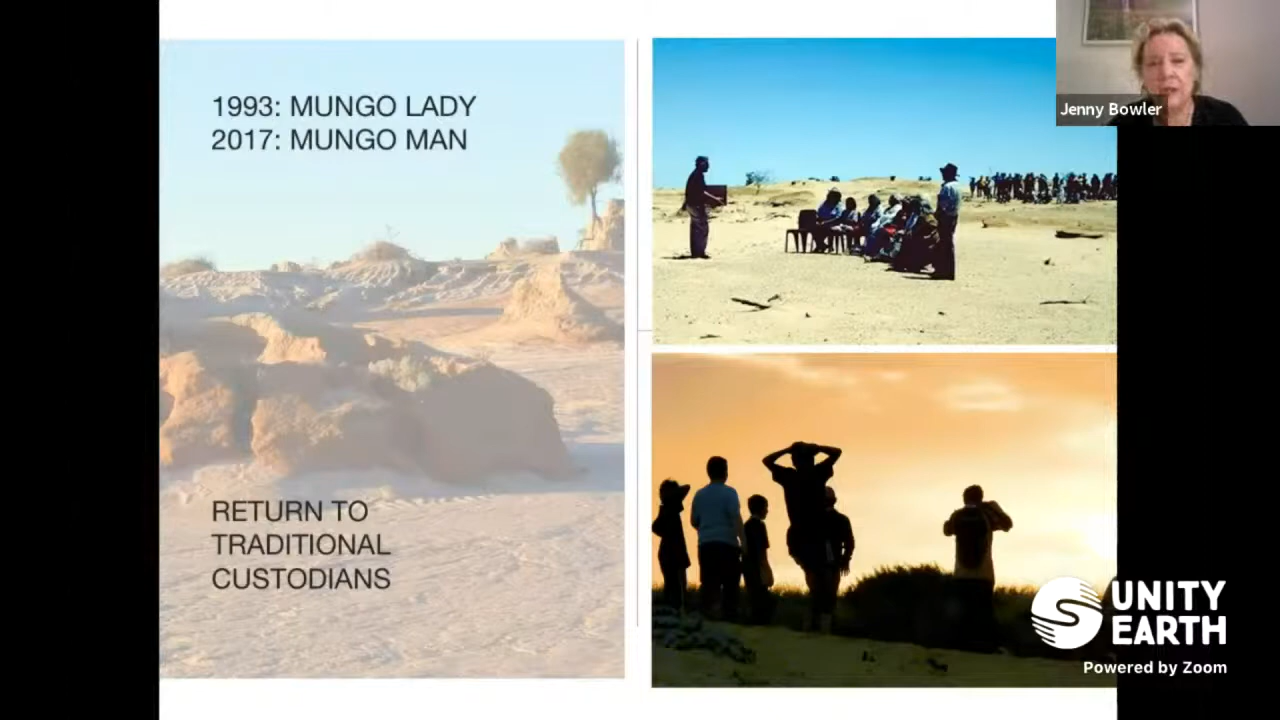 1993: MUNGO LADY
2017: MUNGO MAN
RETURN TO
TRADITIONAL
CUSTODIANS
Jenny Bowler
UNITY
EARTH
Powered by Zoom